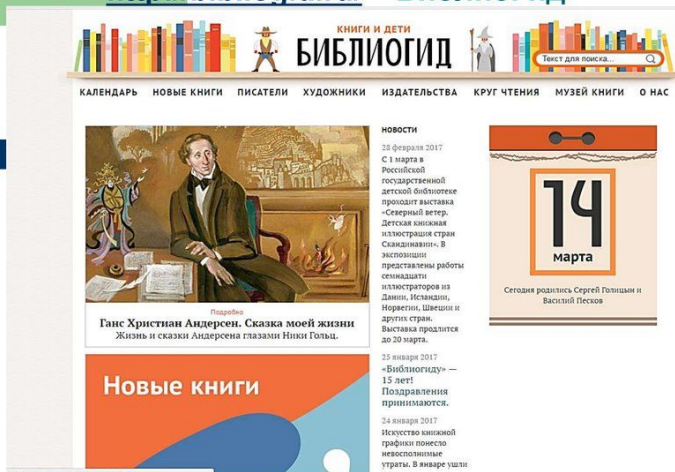 КНИГИ И ДЕТИ
БИБЛИОГИД
Текст для поиска...
КАЛЕНДАРЬ НОВЫЕ КНИГИ ПИСАТЕЛИ ХУДОЖНИКИ ИЗДАТЕЛЬСТВА КРУГ ЧТЕНИЯ МУЗЕЙ КНИГИ О НАС
Подробно
Ганс Христиан Андерсен. Сказка моей жизни
Жизнь и сказки Андерсена глазами Ники Гольц.
Новые книги
НОВОСТИ
28 февраля 2017
С 1 марта в
Российской
государственной
детской библиотеке
проходит выставка
«Северный ветер.
Детская книжная
иллюстрация стран
Скандинавии». В
экспозиции
представлены работы
семнадцати
иллюстраторов из
Дании, Исландии,
Норвегии, Швеции и
других стран.
Выставка продлится
до 20 марта.
25 января 2017
«Библиогиду» —
15 лет!
Поздравления
принимаются.
24 января 2017
Искусство книжной
графики понесло
невосполнимые
утраты. В январе ушли
14
марта
Сегодня родились Сергей Голицын и
Василий Песков